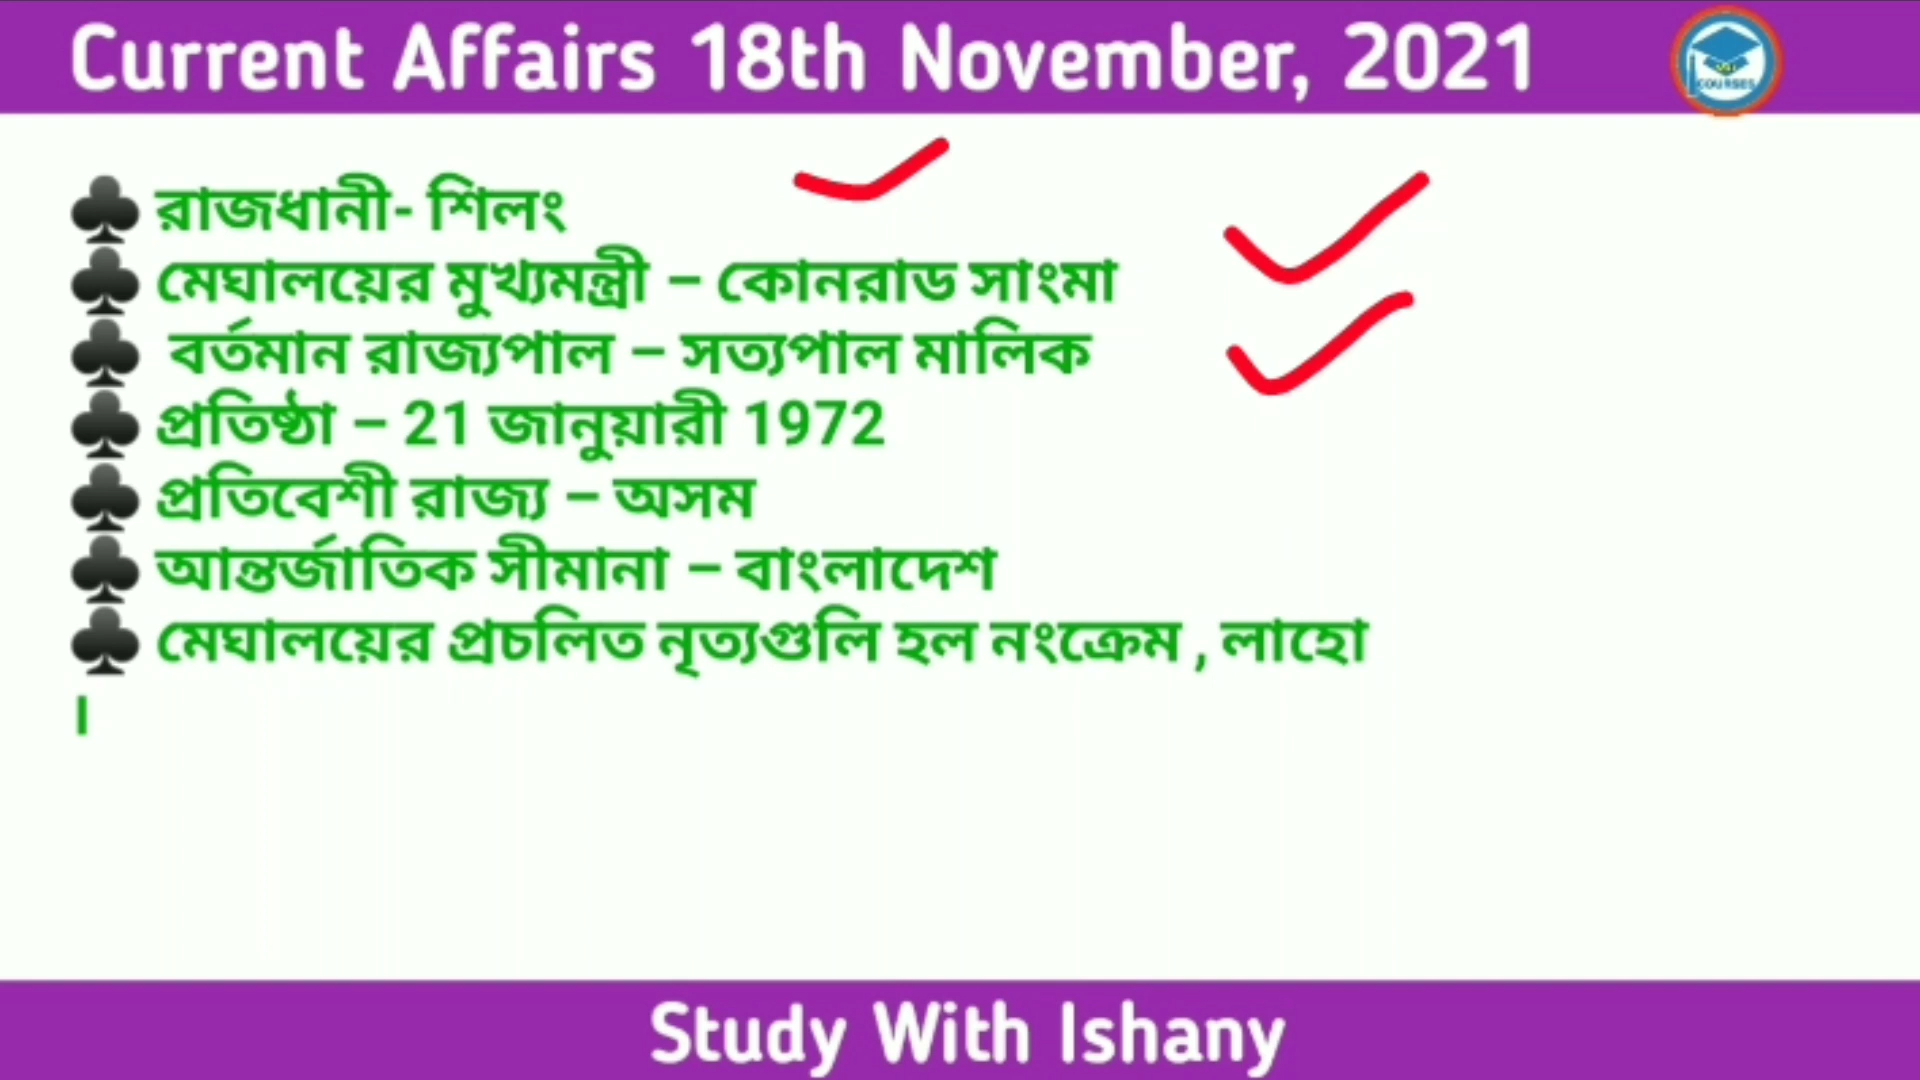 Current Affairs 18th November, 2021
COURSES
♣ রাজধানী- শিলং
♣ মেঘালয়ের মুখ্যমন্ত্রী – কোনরাড সাংমা
♣ বর্তমান রাজ্যপাল – সত্যপাল মালিক
♣ প্রতিষ্ঠা – 21 জানুয়ারী 1972
♣ প্রতিবেশী রাজ্য – অসম
♣ আন্তর্জাতিক সীমানা – বাংলাদেশ
♣ মেঘালয়ের প্রচলিত নৃত্যগুলি হল নংক্রেম , লাহো
।
Study With Ishany